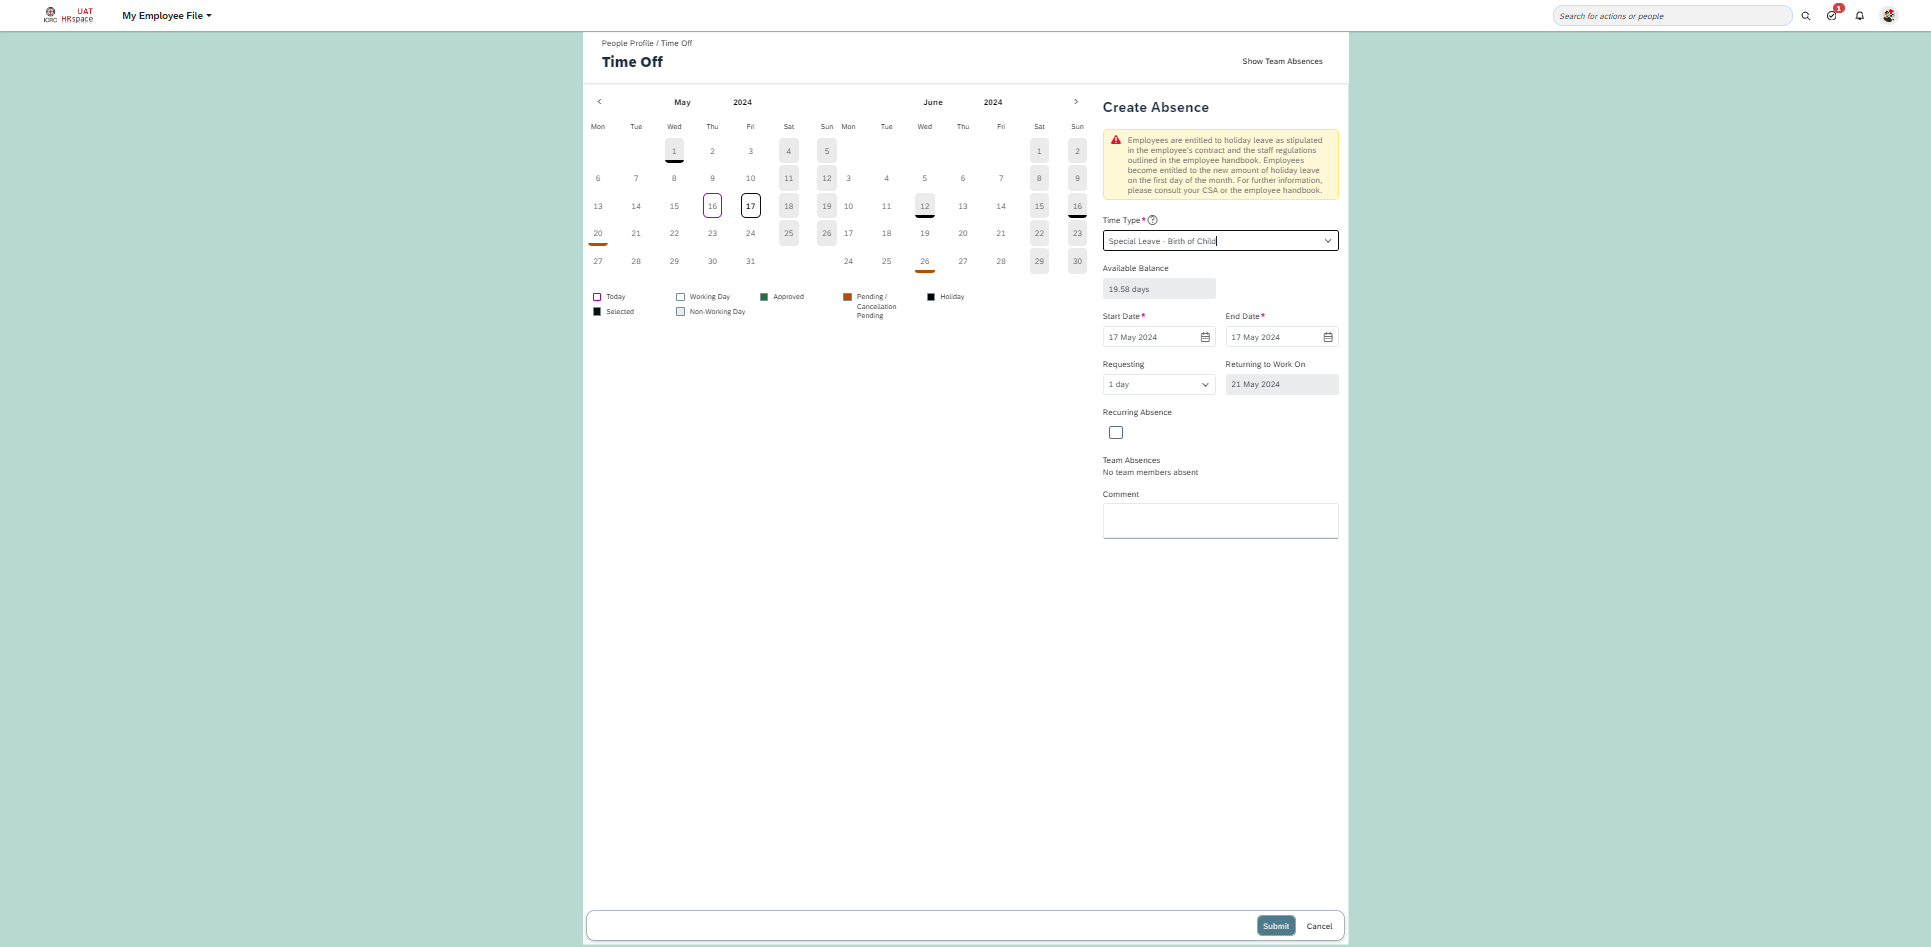 ICRC
UAT
HRspace
My Employee File
Search for actions or people
1
People Profile / Time Off
Time Off
Show Team Absences
May 2024
June 2024
Mon Tue Wed Thu Fri Sat Sun Mon Tue Wed Thu Fri Sat Sun
1 2 3 4 5 1 2
6 7 8 9 10 11 12 3 4 5 6 7 8 9
13 14 15 16 17 18 19 10 11 12 13 14 15 16
20 21 22 23 24 25 26 17 18 19 20 21 22 23
27 28 29 30 31 24 25 26 27 28 29 30
Today
Working Day
Approved
Pending /
Cancellation
Pending
Holiday
Selected
Non-Working Day
Create Absence
Employees are entitled to holiday leave as stipulated
in the employee's contract and the staff regulations
outlined in the employee handbook. Employees
become entitled to the new amount of holiday leave
on the first day of the month. For further information,
please consult your CSA or the employee handbook.
Time Type*
Special Leave - Birth of Child
Available Balance
19.58 days
Start Date* End Date*
17 May 2024 17 May 2024
Requesting Returning to Work On
1 day 21 May 2024
Recurring Absence
Team Absences
No team members absent
Comment
Submit Cancel